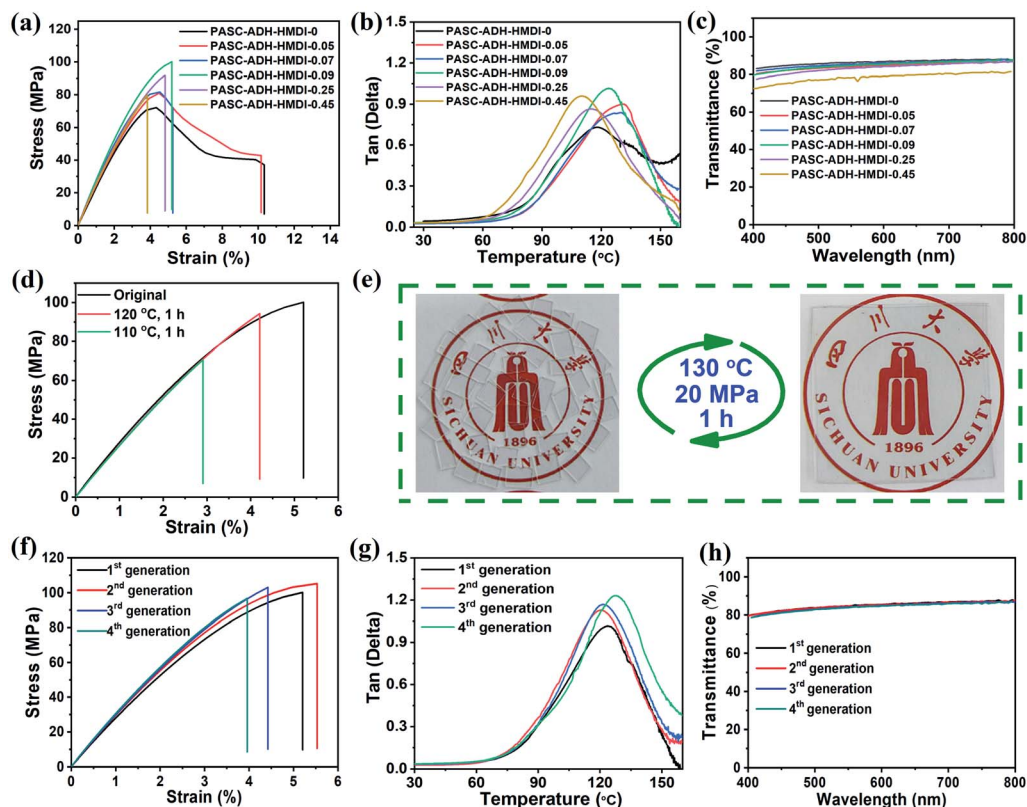 (a)
120
100
80
60
40
20
0
0 2 4 6 8 10 12 14
Stress (MPa)
Strain (%)
PASC-ADH-HMDI-0
PASC-ADH-HMDI-0.05
PASC-ADH-HMDI-0.07
PASC-ADH-HMDI-0.09
PASC-ADH-HMDI-0.25
PASC-ADH-HMDI-0.45
(b)
1.5
1.2
0.9
0.6
0.3
0.0
30 60 90 120 150
Tan (Delta)
Temperature (°C)
PASC-ADH-HMDI-0
PASC-ADH-HMDI-0.05
PASC-ADH-HMDI-0.07
PASC-ADH-HMDI-0.09
PASC-ADH-HMDI-0.25
PASC-ADH-HMDI-0.45
(c)
100
80
60
40
20
0
400 500 600 700 800
Transmittance (%)
Wavelength (nm)
PASC-ADH-HMDI-0
PASC-ADH-HMDI-0.05
PASC-ADH-HMDI-0.07
PASC-ADH-HMDI-0.09
PASC-ADH-HMDI-0.25
PASC-ADH-HMDI-0.45
(d)
100
80
60
40
20
0
0 1 2 3 4 5 6
Stress (MPa)
Strain (%)
Original
120 °C, 1 h
110 °C, 1 h
(e)
四川大學
1896
SICHUAN UNIVERSITY
130 °C
20 MPa
1 h
四川大學
1896
SICHUAN UNIVERSITY
(f)
120
100
80
60
40
20
0
0 1 2 3 4 5 6
Stress (MPa)
Strain (%)
1st generation
2nd generation
3rd generation
4th generation
(g)
1.5
1.2
0.9
0.6
0.3
0.0
30 60 90 120 150
Tan (Delta)
Temperature (°C)
1st generation
2nd generation
3rd generation
4th generation
(h)
100
80
60
40
20
0
400 500 600 700 800
Transmittance (%)
Wavelength (nm)
1st generation
2nd generation
3rd generation
4th generation